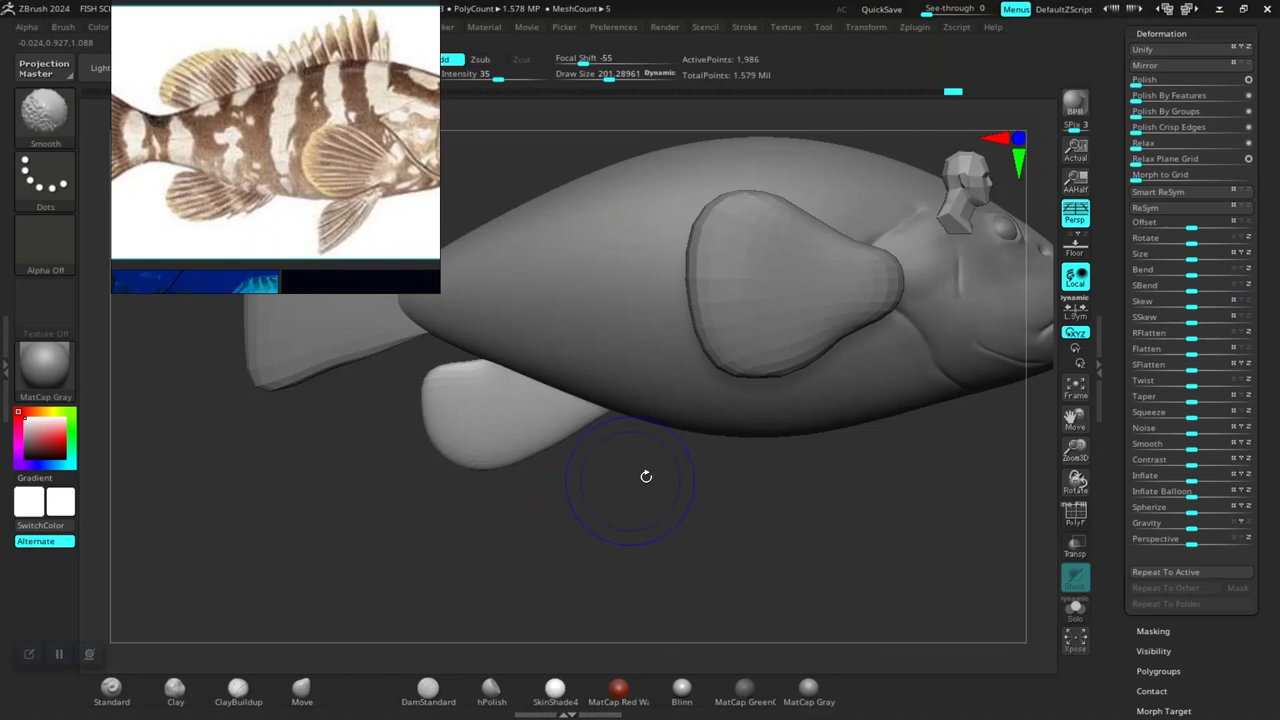 ZBrush 2024
FISH SC
PolyCount▸1.578 MP
MeshCount▸5
AC
QuickSave
See-through 0
Menus
DefaultZScript
Alpha
Brush
Color
Movie
Picker
Preferences
Render
Stencil
Stroke
Texture
Tool
Transform
Zplugin
Zscript
Help
Material
-0.024,0.927,1.088
Projection
Master
Light
Zsub
Zcut
Intensity 35
Focal Shift -55
Draw Size 201.28961
Dynamic
ActivePoints: 1,986
TotalPoints: 1.579 Mil
Smooth
Dots
Alpha Off
Texture Off
MatCap Gray
Gradient
SwitchColor
Alternate
BPR
SPix 3
Actual
AAHalf
Persp
Floor
Local
Dynamic
L.Sym
XYZ
Frame
Move
Zoom3D
Rotate
PolyF
Transp
Ghost
Dynamic
Solo
Xpose
Deformation
Unify
Mirror
Polish
Polish By Features
Polish By Groups
Polish Crisp Edges
Relax
Relax Plane Grid
Morph to Grid
Smart ReSym
ReSym
Offset
Rotate
Size
Bend
SBend
Skew
SSkew
RFlatten
Flatten
SFlatten
Twist
Taper
Squeeze
Noise
Smooth
Contrast
Inflate
Inflate Balloon
Spherize
Gravity
Perspective
Repeat To Active
Repeat To Other
Mask
Repeat To Folder
Masking
Visibility
Polygroups
Contact
Morph Target
Standard
Clay
ClayBuildup
Move
DamStandard
hPolish
SkinShade4
MatCap Red Wa
Blinn
MatCap GreenC
MatCap Gray